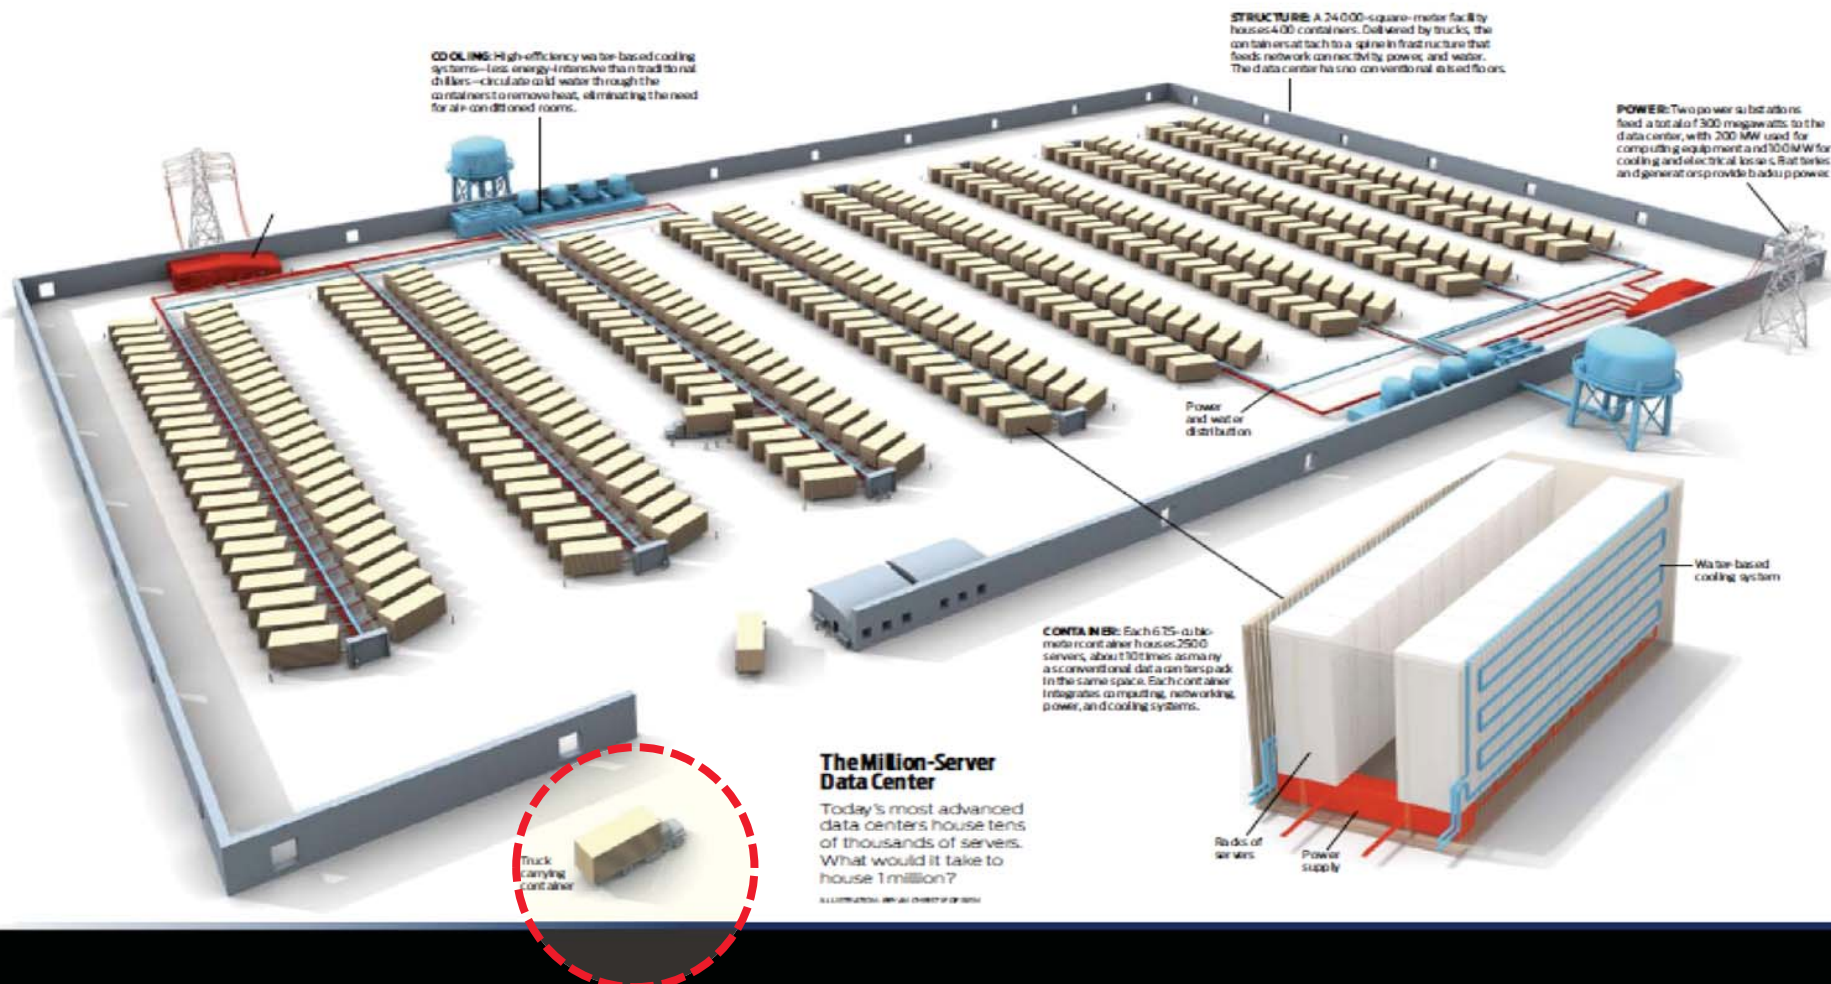 COOLING: High-efficiency water-based cooling
systems—less energy-intensive than traditional
chillers—circulate cold water through the
containers to remove heat, eliminating the need
for air-conditioned rooms.
STRUCTURE: A 24000-square-meter facility
houses 400 containers. Delivered by trucks, the
containers attach to a spine infrastructure that
feeds network connectivity, power, and water.
The data center has no conventional raised floors.
POWER: Two power substations
feed a total of 300 megawatts to the
data center, with 200 MW used for
computing equipment and 100 MW for
cooling and electrical losses. Batteries
and generators provide backup power.
Power
and water
distribution
Water-based
cooling system
CONTAINER: Each 67.5-cubic-
meter container houses 2500
servers, about 10 times as many
as conventional data centers pack
in the same space. Each container
integrates computing, networking,
power, and cooling systems.
Racks of
servers
Power
supply
Truck
carrying
container
The Million-Server
Data Center
Today's most advanced
data centers house tens
of thousands of servers.
What would it take to
house 1 million?